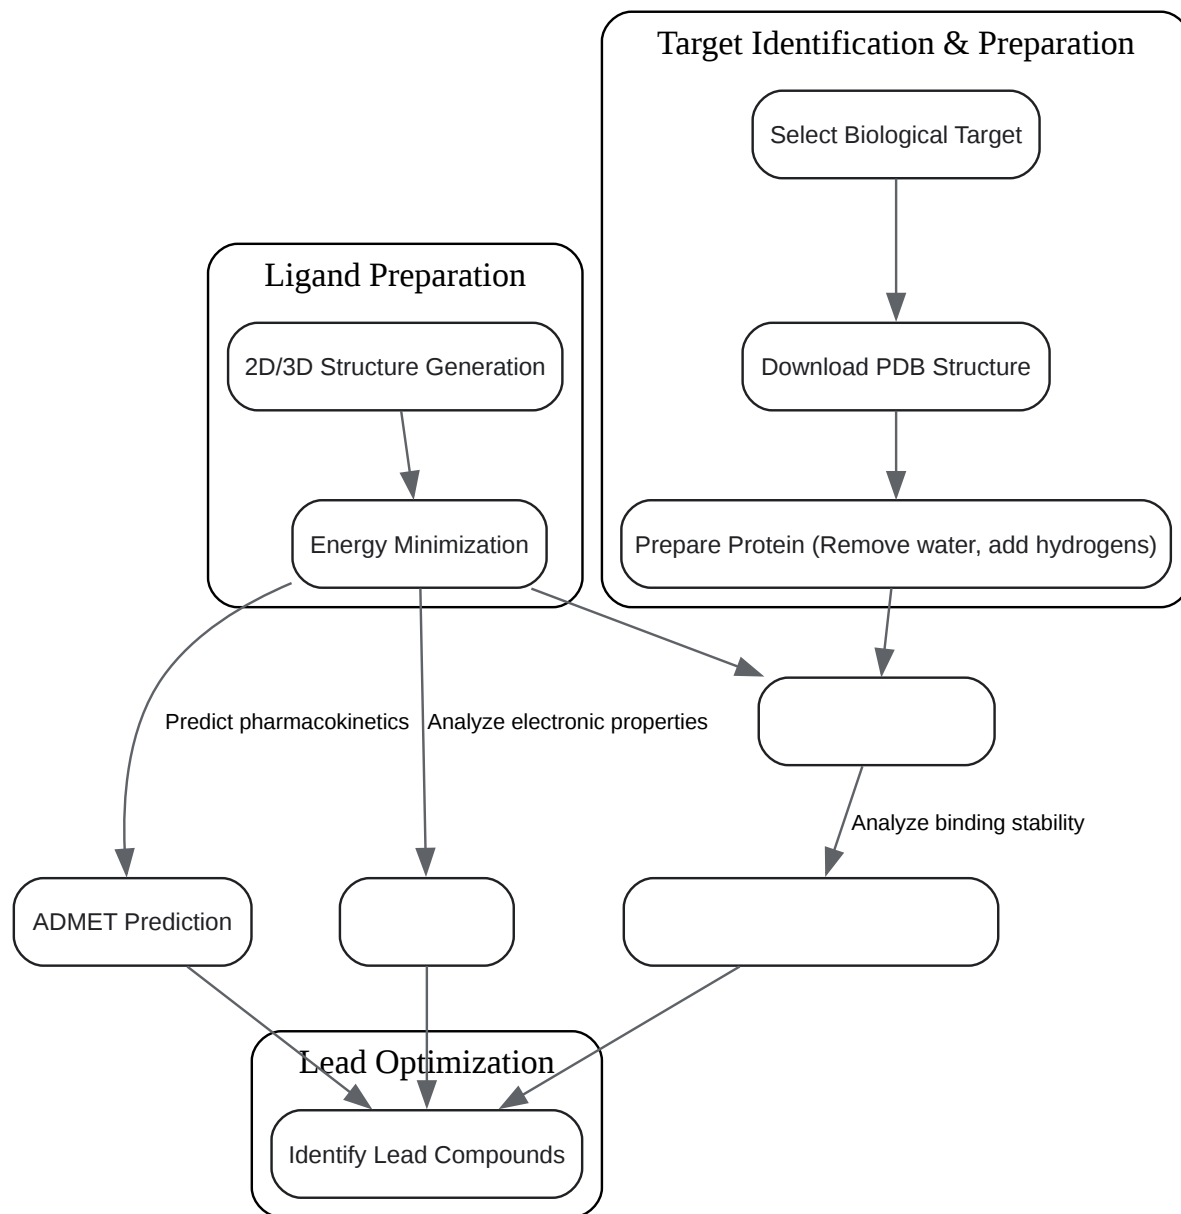 Target Identification & Preparation
Select Biological Target
Ligand Preparation
2D/3D Structure Generation
Download PDB Structure
Energy Minimization
Prepare Protein (Remove water, add hydrogens)
Predict pharmacokinetics
Analyze electronic properties
Analyze binding stability
ADMET Prediction
Lead Optimization
Identify Lead Compounds